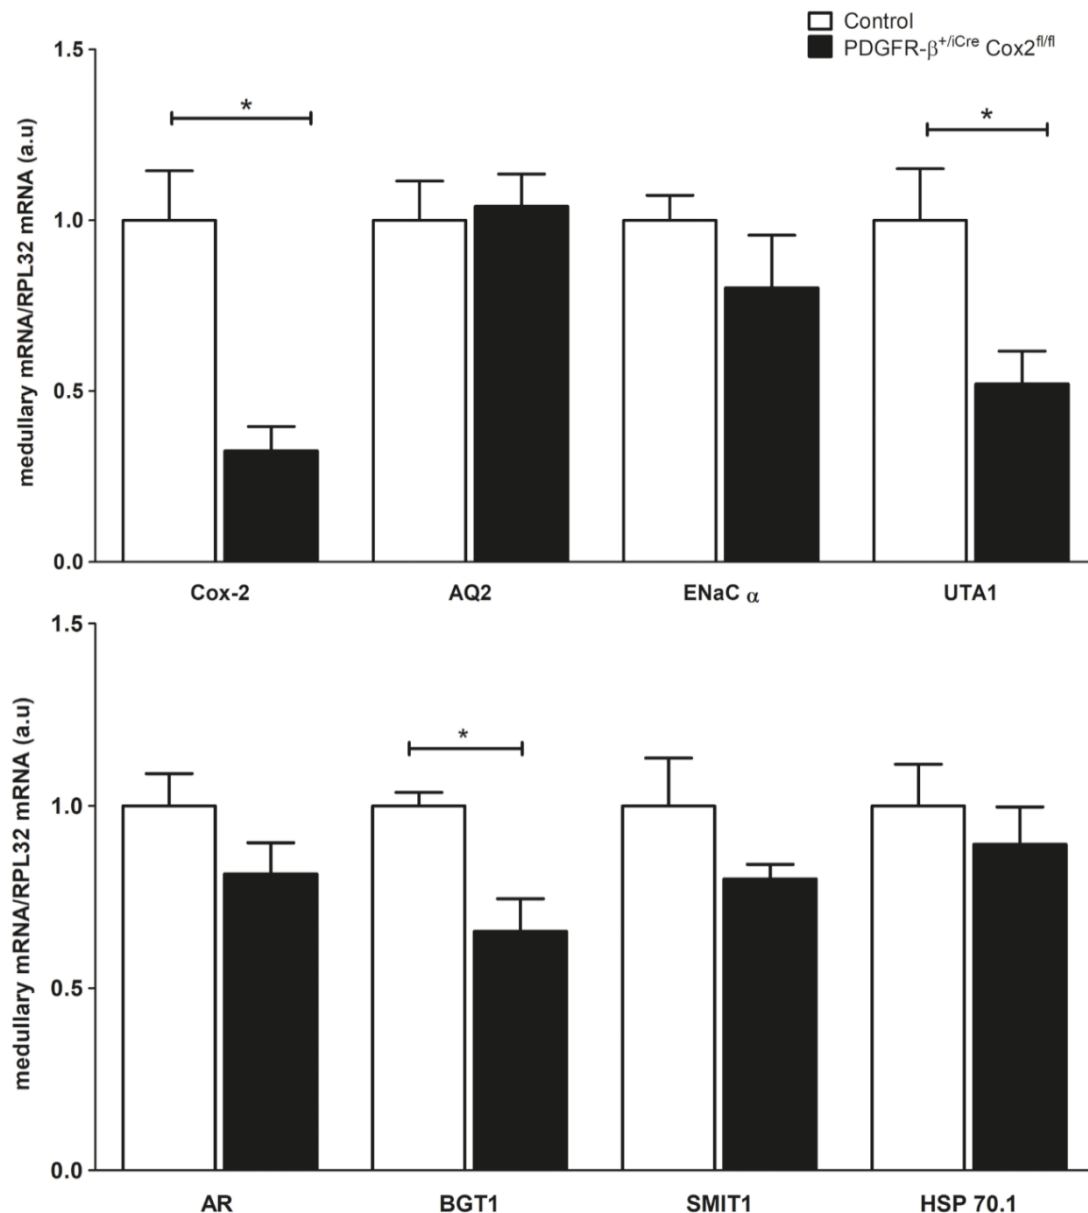 Control
PDGFR-β+/iCre Cox2fl/fl
medullary mRNA/RPL32 mRNA (a.u)
1.5
1.0
0.5
0.0
*
*
Cox-2 AQ2 ENaC α UTA1
medullary mRNA/RPL32 mRNA (a.u)
1.5
1.0
0.5
0.0
*
AR BGT1 SMIT1 HSP 70.1